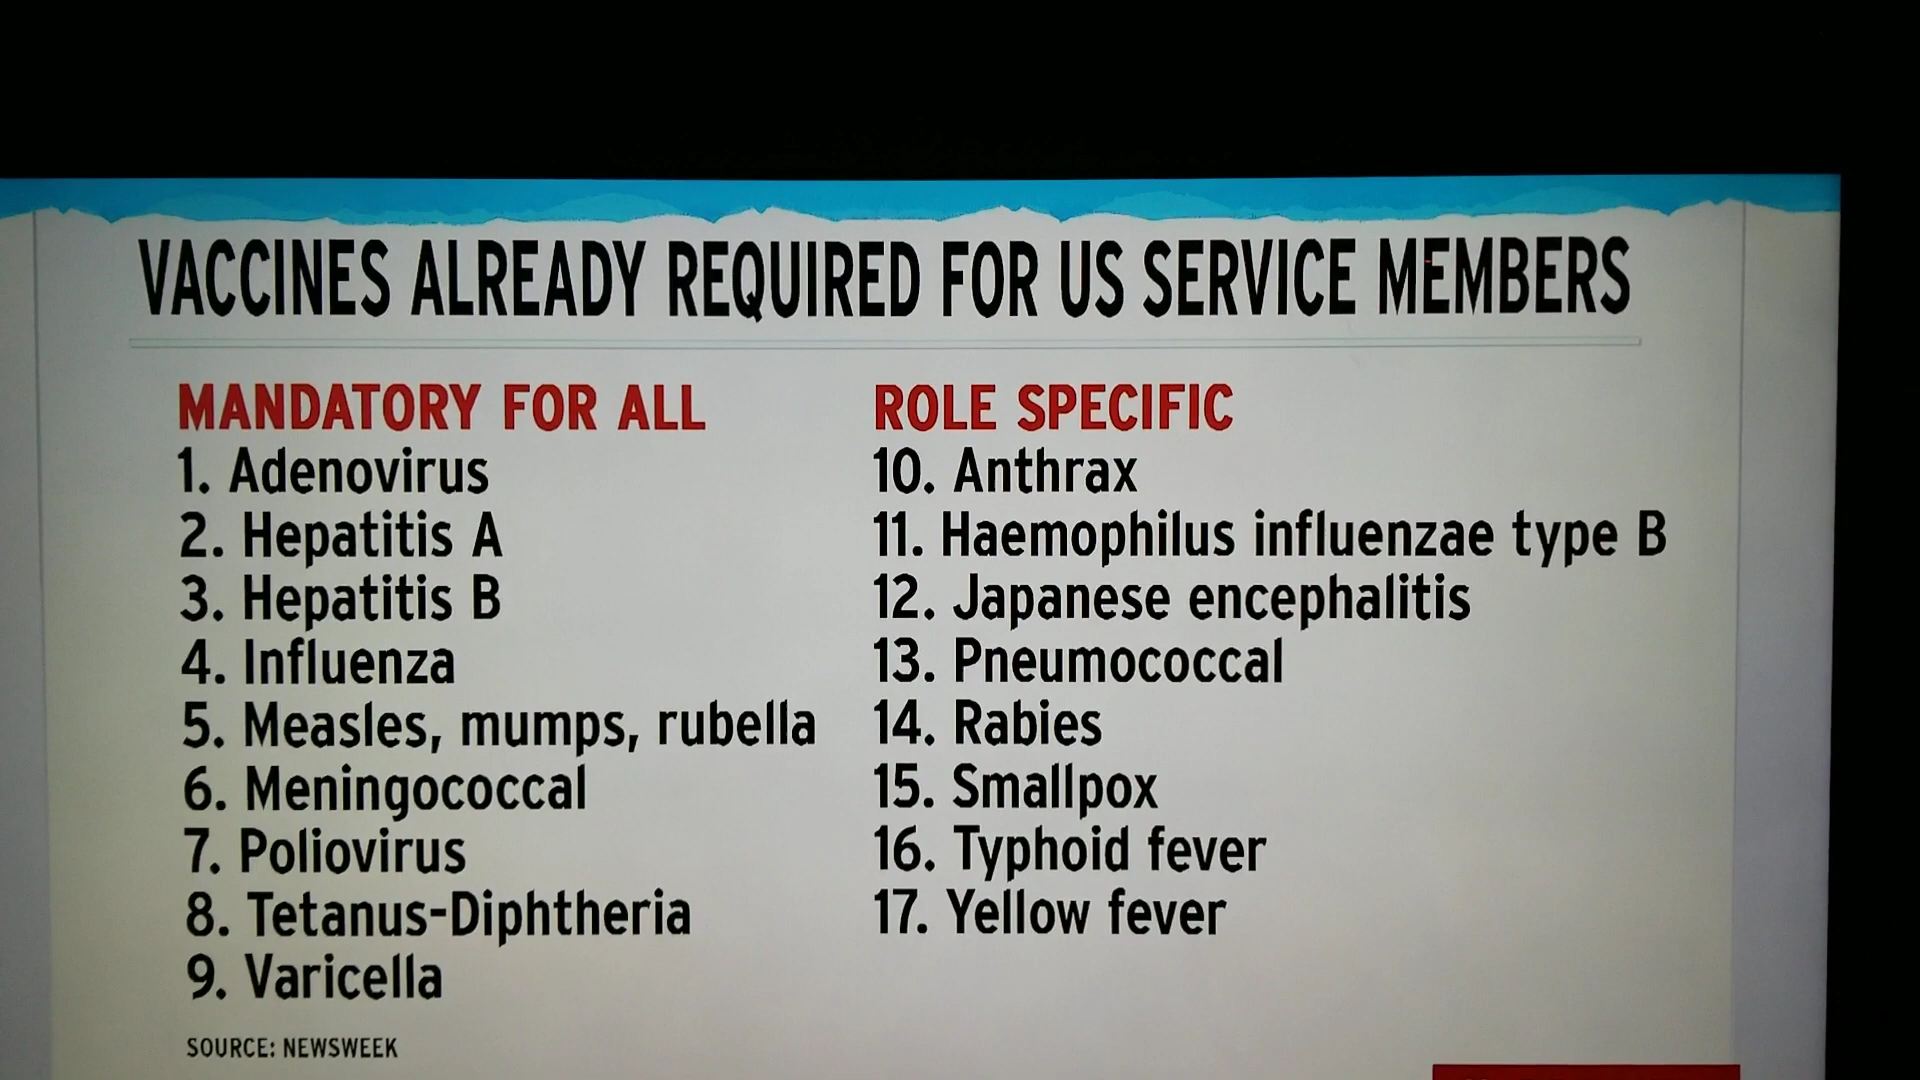 VACCINES ALREADY REQUIRED FOR US SERVICE MEMBERS
MANDATORY FOR ALL
1. Adenovirus
2. Hepatitis A
3. Hepatitis B
4. Influenza
5. Measles, mumps, rubella
6. Meningococcal
7. Poliovirus
8. Tetanus-Diphtheria
9. Varicella
ROLE SPECIFIC
10. Anthrax
11. Haemophilus influenzae type B
12. Japanese encephalitis
13. Pneumococcal
14. Rabies
15. Smallpox
16. Typhoid fever
17. Yellow fever
SOURCE: NEWSWEEK